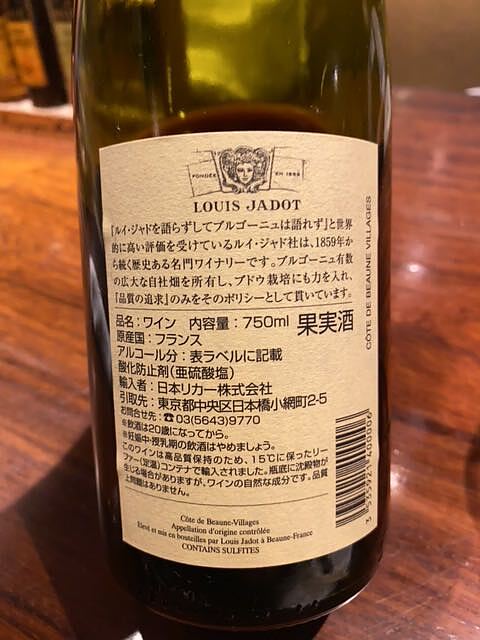 FONDÉE EN 1859
LOUIS JADOT
『ルイ・ジャドを語らずしてブルゴーニュは語れず』と世界
的に高い評価を受けているルイ・ジャド社は、1859年か
ら続く歴史ある名門ワイナリーです。ブルゴーニュ有数
の広大な自社畑を所有し、ブドウ栽培にも力を入れ、
『品質の追求』のみをそのポリシーとして貫いています。
品名：ワイン 内容量：750ml 果実酒
原産国：フランス
アルコール分：表ラベルに記載
酸化防止剤(亜硫酸塩)
輸入者：日本リカー株式会社
引取先：東京都中央区日本橋小網町2-5
お問合せ先：☎03(5643)9770
※飲酒は20歳になってから。
※妊娠中・授乳期の飲酒はやめましょう。
このワインは高品質保持のため、15℃に保ったリー
ファー(定温)コンテナで輸入されました。瓶底に沈殿物が
生じる場合がありますが、ワインの自然な成分です。品質
上問題はありません。
Côte de Beaune-Villages
Appellation d'origine contrôlée
Elevé et mis en bouteilles par Louis Jadot à Beaune-France
CONTAINS SULFITES
CÔTE DE BEAUNE VILLAGES